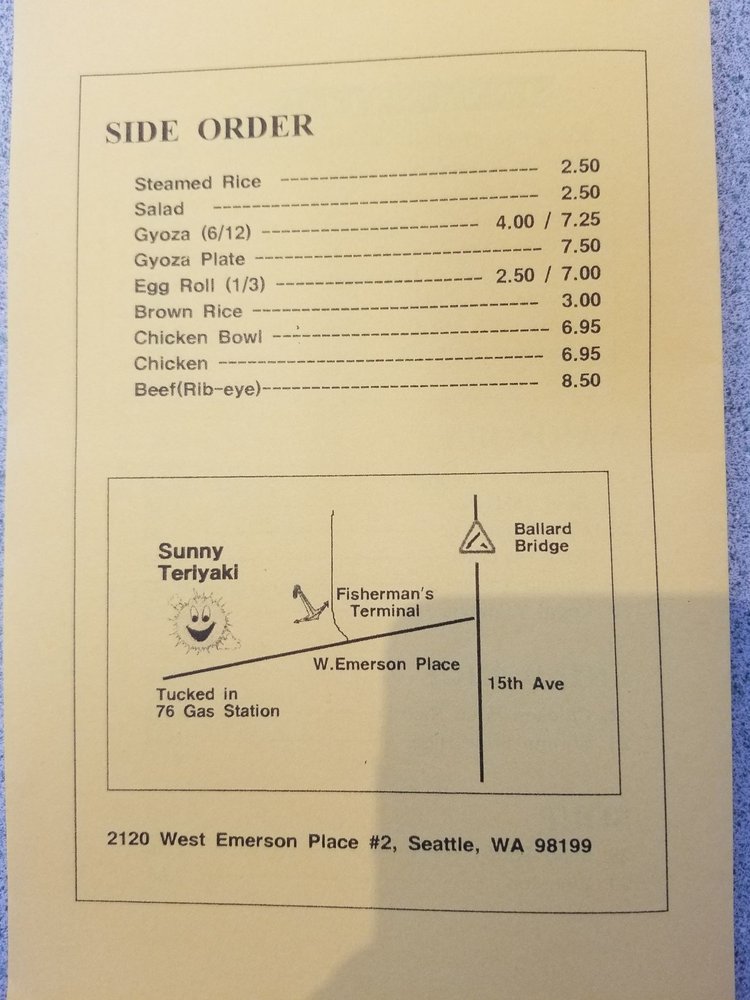 SIDE ORDER
Steamed Rice ---------------------------- 2.50
Salad ----------------------------------- 2.50
Gyoza (6/12) ------------------------ 4.00 / 7.25
Gyoza Plate -------------------------------- 7.50
Egg Roll (1/3) ----------------------- 2.50 / 7.00
Brown Rice -------------------------------- 3.00
Chicken Bowl ------------------------------ 6.95
Chicken ------------------------------------ 6.95
Beef(Rib-eye)------------------------------- 8.50
Sunny
Teriyaki
Ballard
Bridge
Fisherman's
Terminal
W.Emerson Place
15th Ave
Tucked in
76 Gas Station
2120 West Emerson Place #2, Seattle, WA 98199